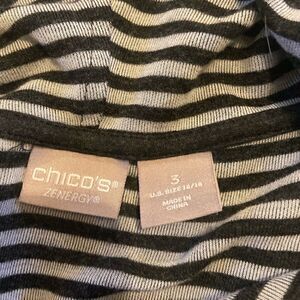 chico's®
ZENERGY®
3
U.S. SIZE 14/16
MADE IN
CHINA